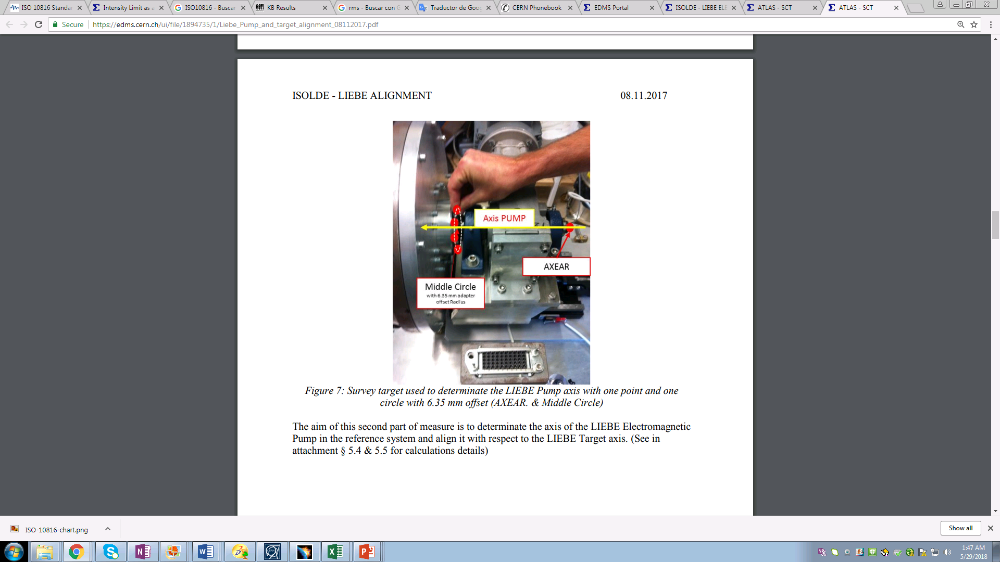 ISO 10816 Standar
Intensity Limit as a
ISO10816 - Buscar
KB Results
rms - Buscar con G
Traductor de Goog
CERN Phonebook
EDMS Portal
ISOLDE - LIEBE ELE
ATLAS - SCT
ATLAS - SCT
Secure
https://edms.cern.ch/ui/file/1894735/1/Liebe_Pump_and_target_alignment_08112017.pdf
ISOLDE - LIEBE ALIGNMENT
08.11.2017
Axis PUMP
AXEAR
Middle Circle
with 6.35 mm adapter
offset Radius
Figure 7: Survey target used to determinate the LIEBE Pump axis with one point and one
circle with 6.35 mm offset (AXEAR. & Middle Circle)
The aim of this second part of measure is to determinate the axis of the LIEBE Electromagnetic
Pump in the reference system and align it with respect to the LIEBE Target axis. (See in
attachment § 5.4 & 5.5 for calculations details)
ISO-10816-chart.png
Show all
1:47 AM
5/29/2018